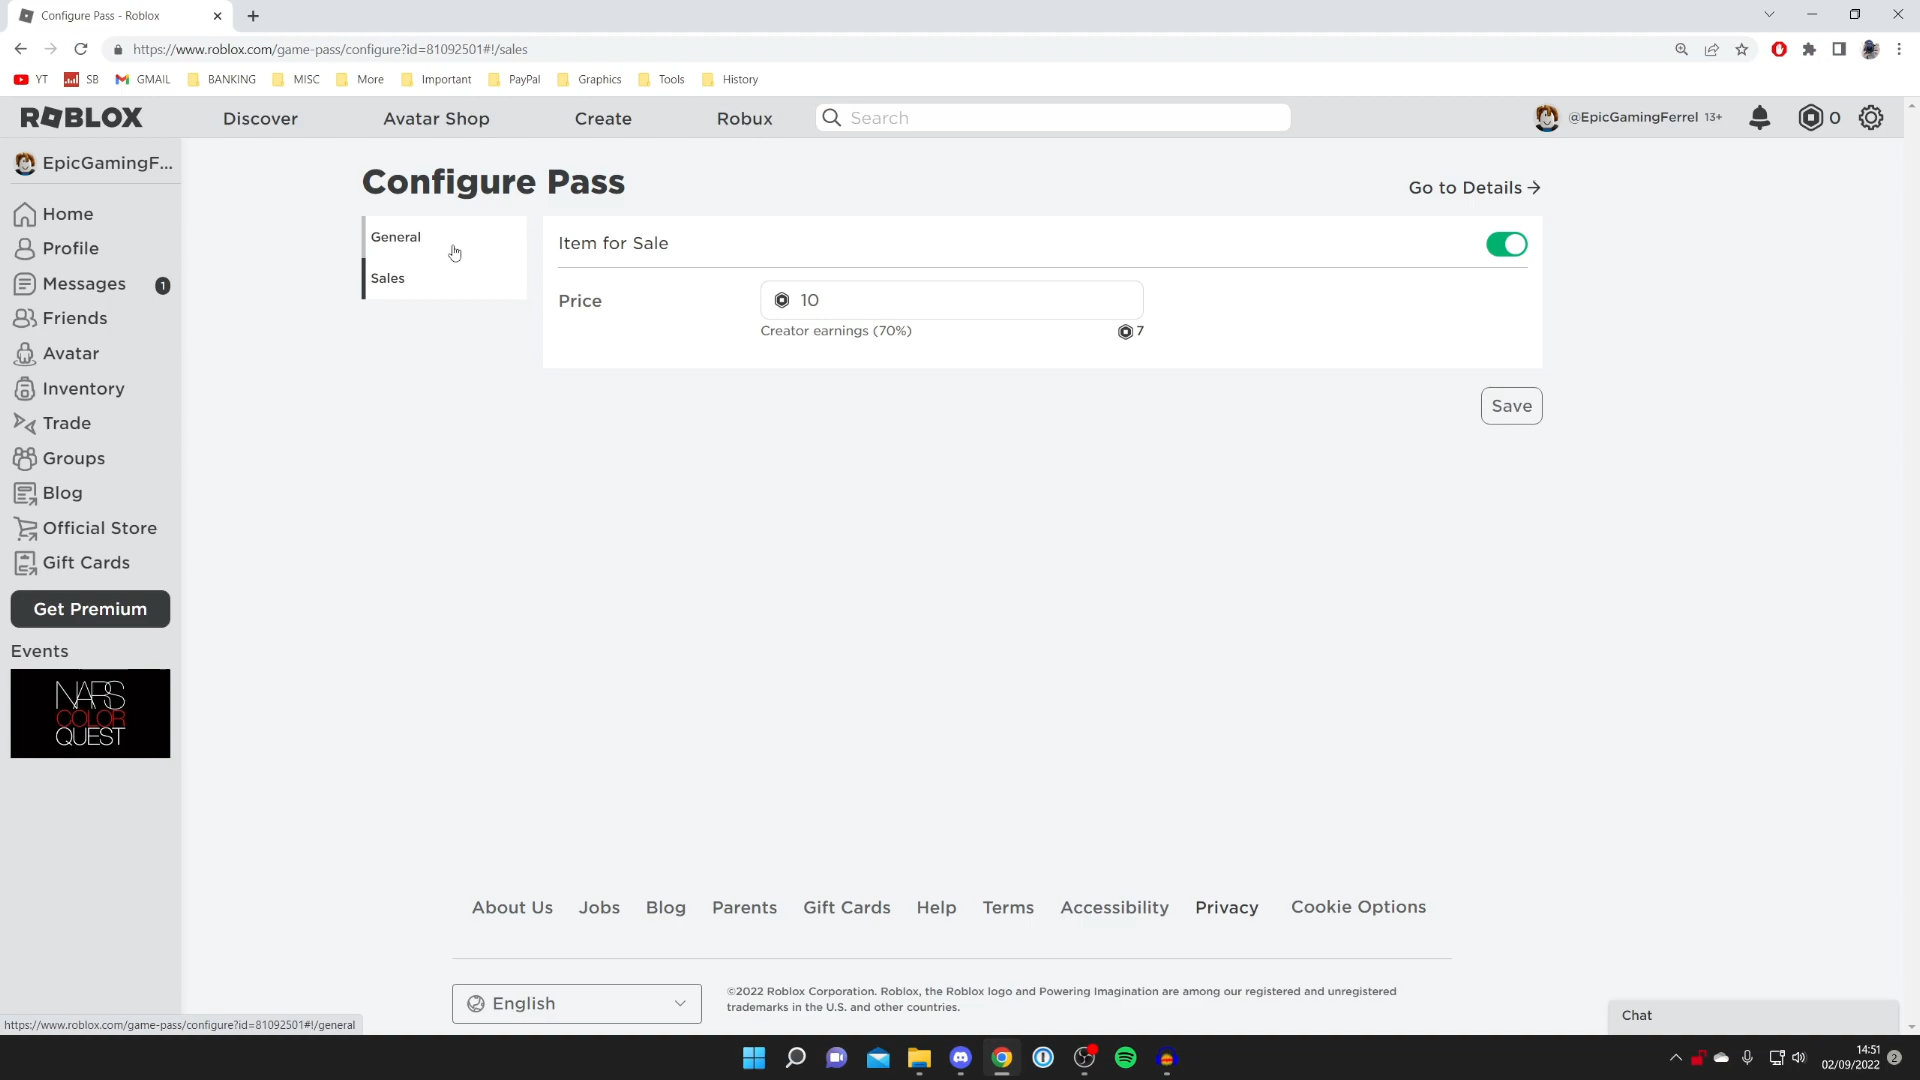 Configure Pass - Roblox
https://www.roblox.com/game-pass/configure?id=81092501#!/sales
YT SB GMAIL BANKING MISC More Important PayPal Graphics Tools History
ROBLOX Discover Avatar Shop Create Robux Search @EpicGamingFerrel 13+ 0
EpicGamingF...
Home
Profile
Messages 1
Friends
Avatar
Inventory
Trade
Groups
Blog
Official Store
Gift Cards
Get Premium
Events
NARS
COLOR
QUEST
Configure Pass
Go to Details
General
Sales
Item for Sale
Price 10
Creator earnings (70%) 7
Save
About Us Jobs Blog Parents Gift Cards Help Terms Accessibility Privacy Cookie Options
English
©2022 Roblox Corporation. Roblox, the Roblox logo and Powering Imagination are among our registered and unregistered
trademarks in the U.S. and other countries.
Chat
https://www.roblox.com/game-pass/configure?id=81092501#!/general
14:51
02/09/2022 2